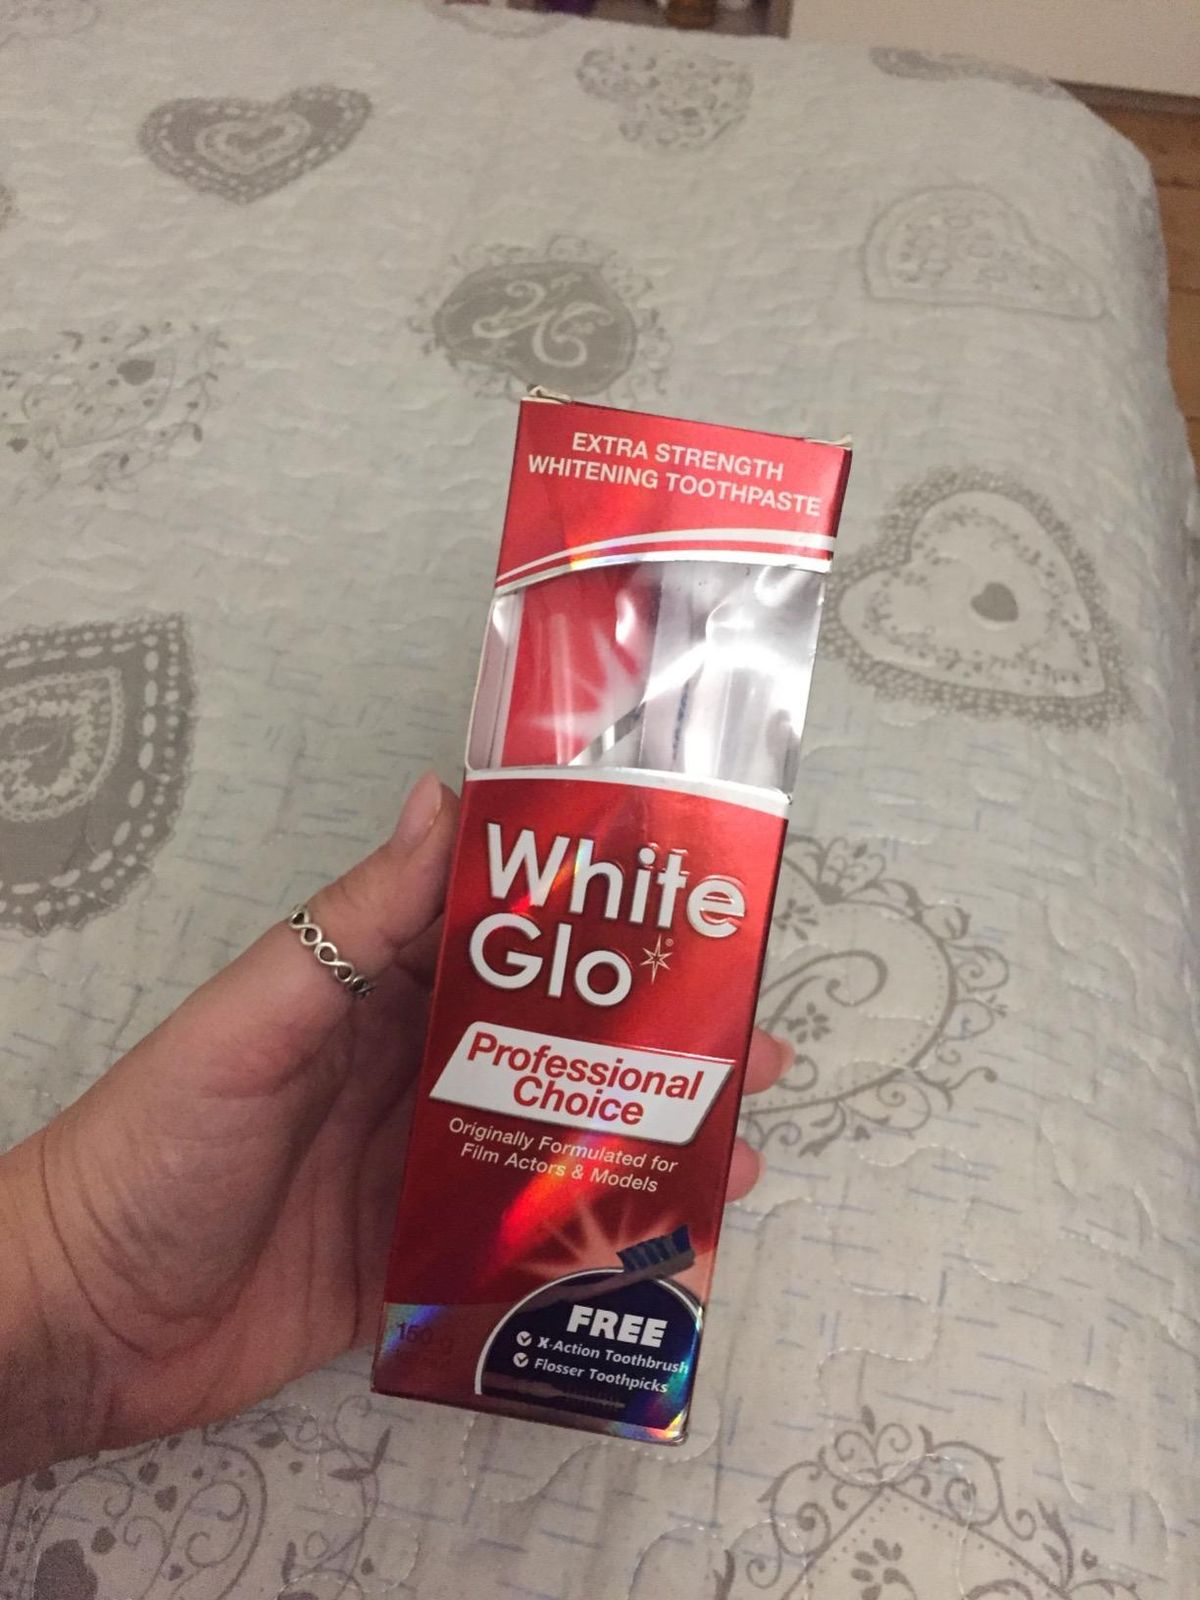 EXTRA STRENGTH
WHITENING TOOTHPASTE
White
Glo®
Professional
Choice
Originally Formulated for
Film Actors & Models
FREE
X-Action Toothbrush
Flosser Toothpicks